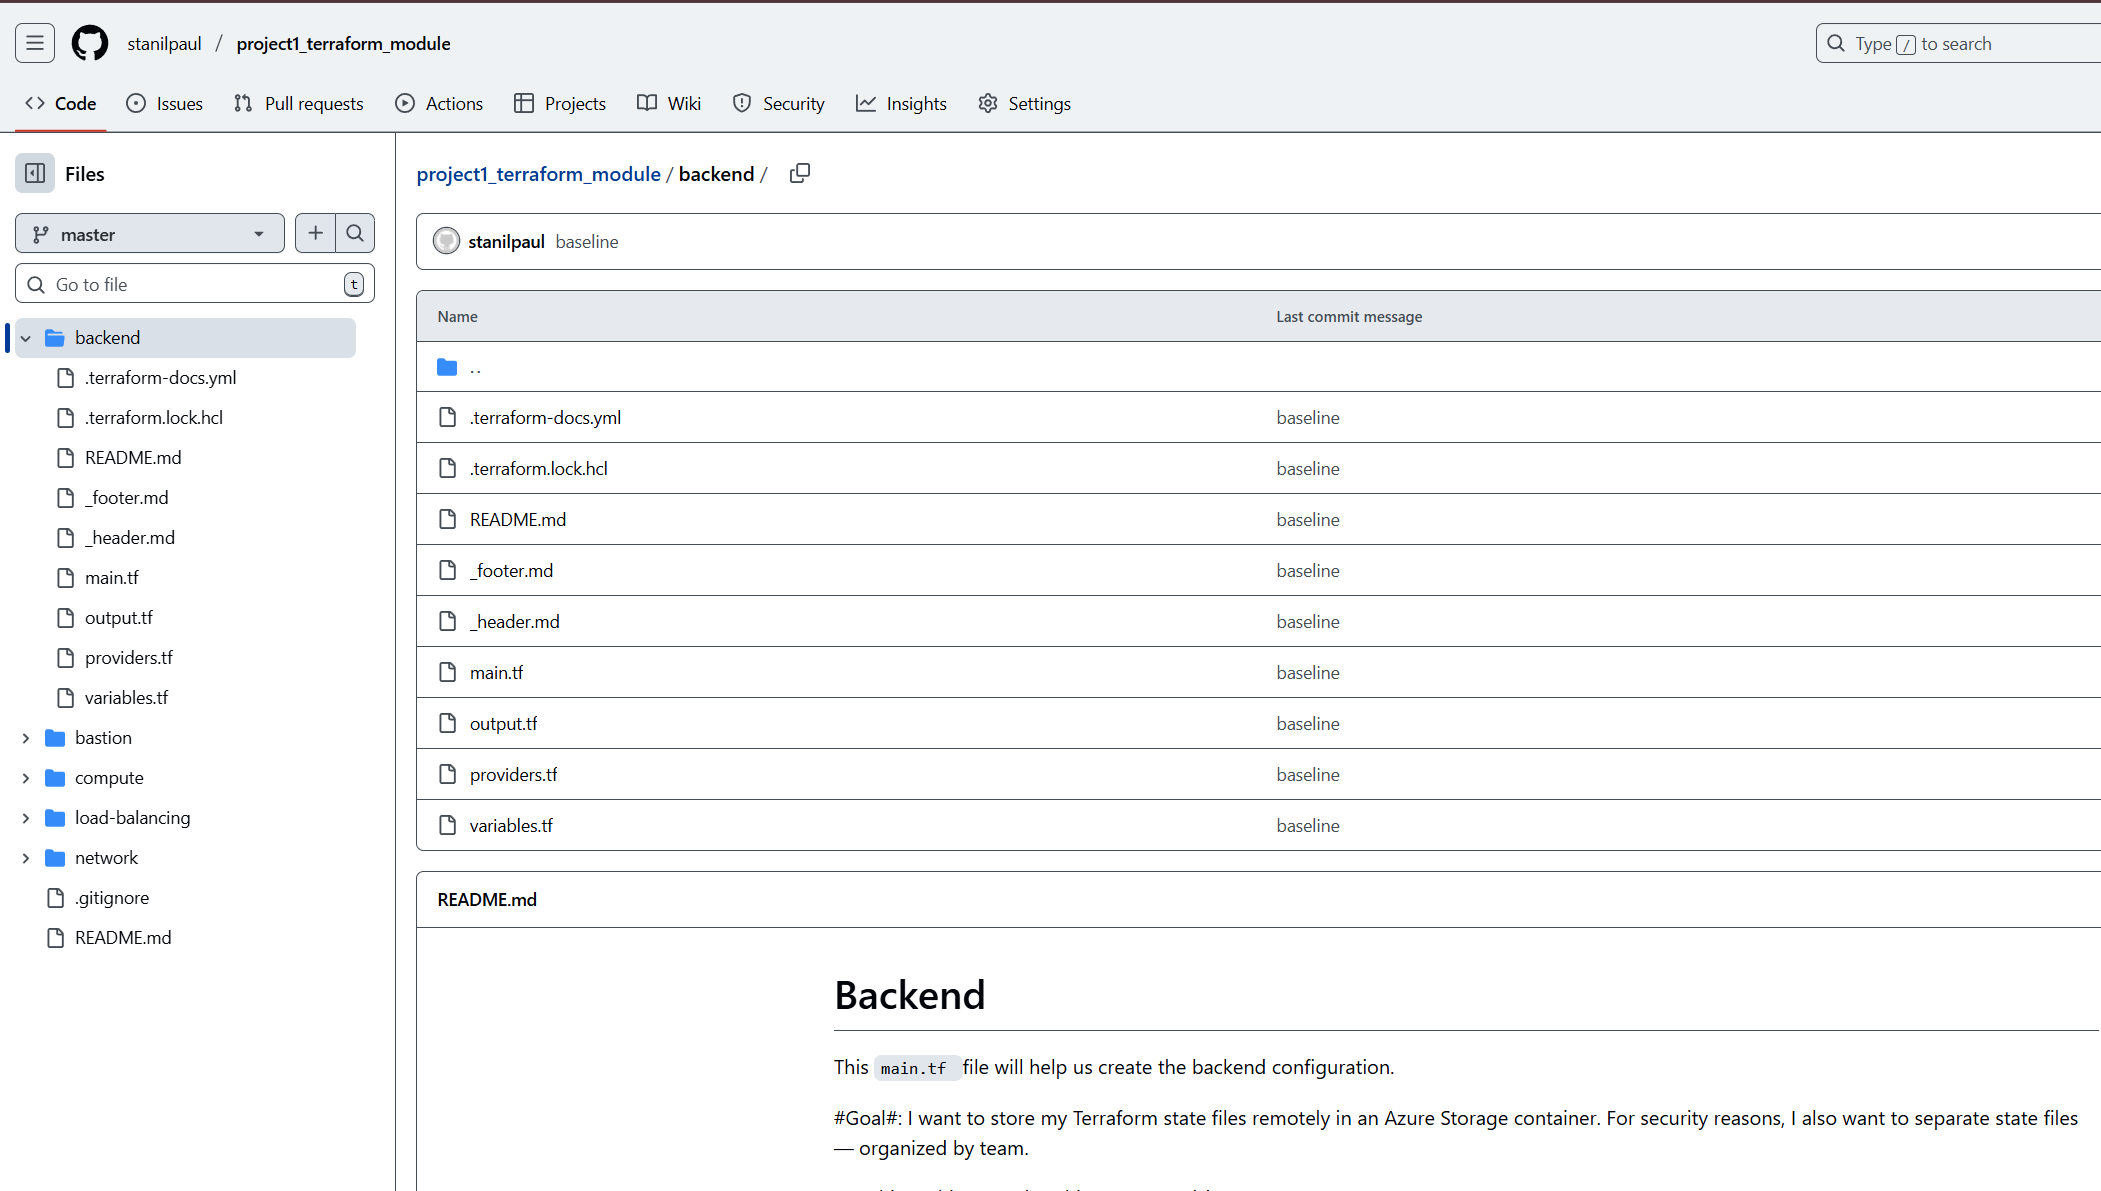 stanilpaul / project1_terraform_module
Type / to search
Code Issues Pull requests Actions Projects Wiki Security Insights Settings
Files
master
Go to file t
backend
.terraform-docs.yml
.terraform.lock.hcl
README.md
_footer.md
_header.md
main.tf
output.tf
providers.tf
variables.tf
bastion
compute
load-balancing
network
.gitignore
README.md
project1_terraform_module / backend /
stanilpaul baseline
Name Last commit message
..
.terraform-docs.yml baseline
.terraform.lock.hcl baseline
README.md baseline
_footer.md baseline
_header.md baseline
main.tf baseline
output.tf baseline
providers.tf baseline
variables.tf baseline
README.md
Backend
This main.tf file will help us create the backend configuration.
#Goal#: I want to store my Terraform state files remotely in an Azure Storage container. For security reasons, I also want to separate state files
— organized by team.